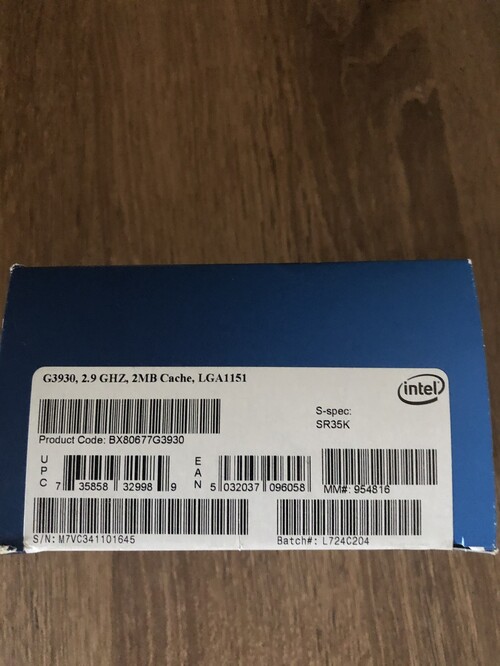 G3930, 2.9 GHZ, 2MB Cache, LGA1151
intel
S-spec:
SR35K
Product Code: BX80677G3930
UPC 7 35858 32998 9
EAN 5 032037 096058
MM#: 954816
S/N: M7VC341101645
Batch#: L724C204